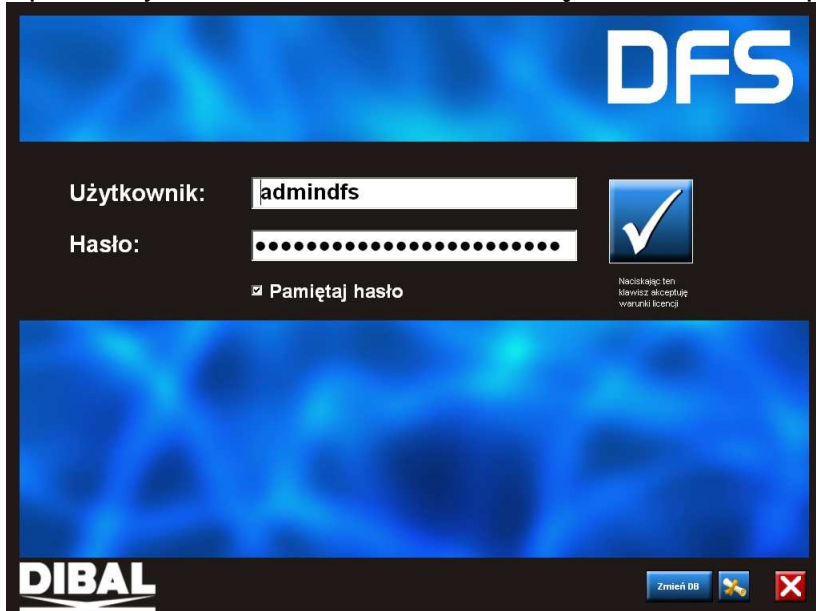 DFS
Użytkownik:
admindfs
Hasło:
●●●●●●●●●●●●●●●●●●●●●●●●
Pamiętaj hasło
Naciskając ten
klawisz akceptuję
warunki licencji
DIBAL
Zmień DB